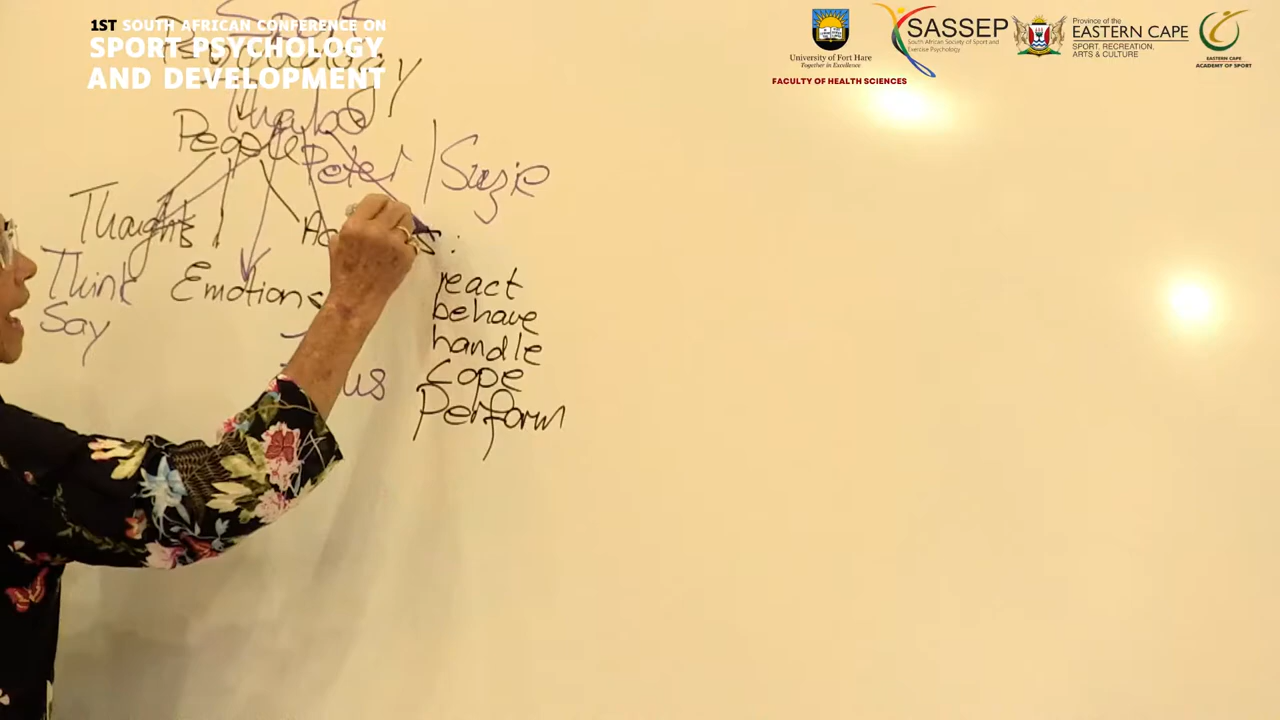 1ST SOUTH AFRICAN CONFERENCE ON
SPORT PSYCHOLOGY
AND DEVELOPMENT
University of Fort Hare
Together in Excellence
FACULTY OF HEALTH SCIENCES
SASSEP
South African Society of Sport and
Exercise Psychology
Province of the
EASTERN CAPE
SPORT, RECREATION,
ARTS & CULTURE
EASTERN CAPE
ACADEMY OF SPORT
Thabo
People Peter / Suzie
Thought
Think Emotions
Say
react
behave
handle
cope
Perform